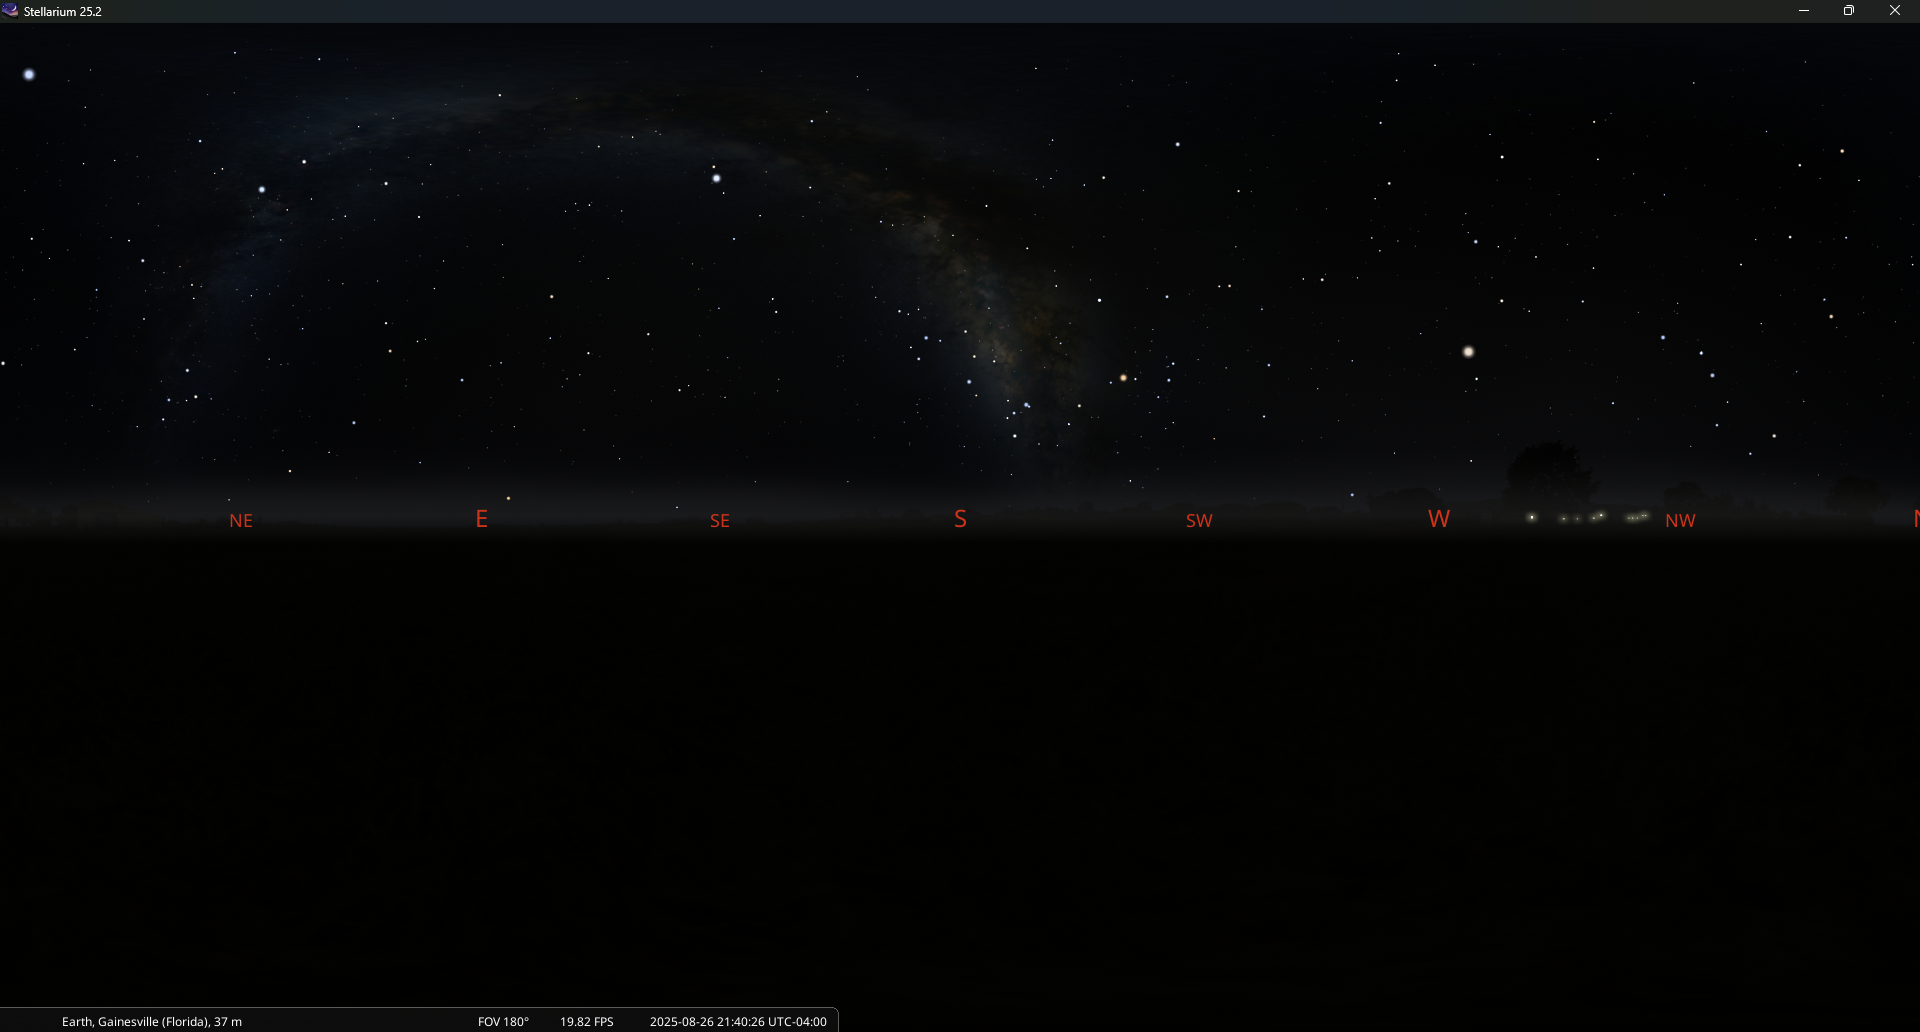 Stellarium 25.2
NE E SE S SW W NW N
Earth, Gainesville (Florida), 37 m FOV 180° 19.82 FPS 2025-08-26 21:40:26 UTC-04:00